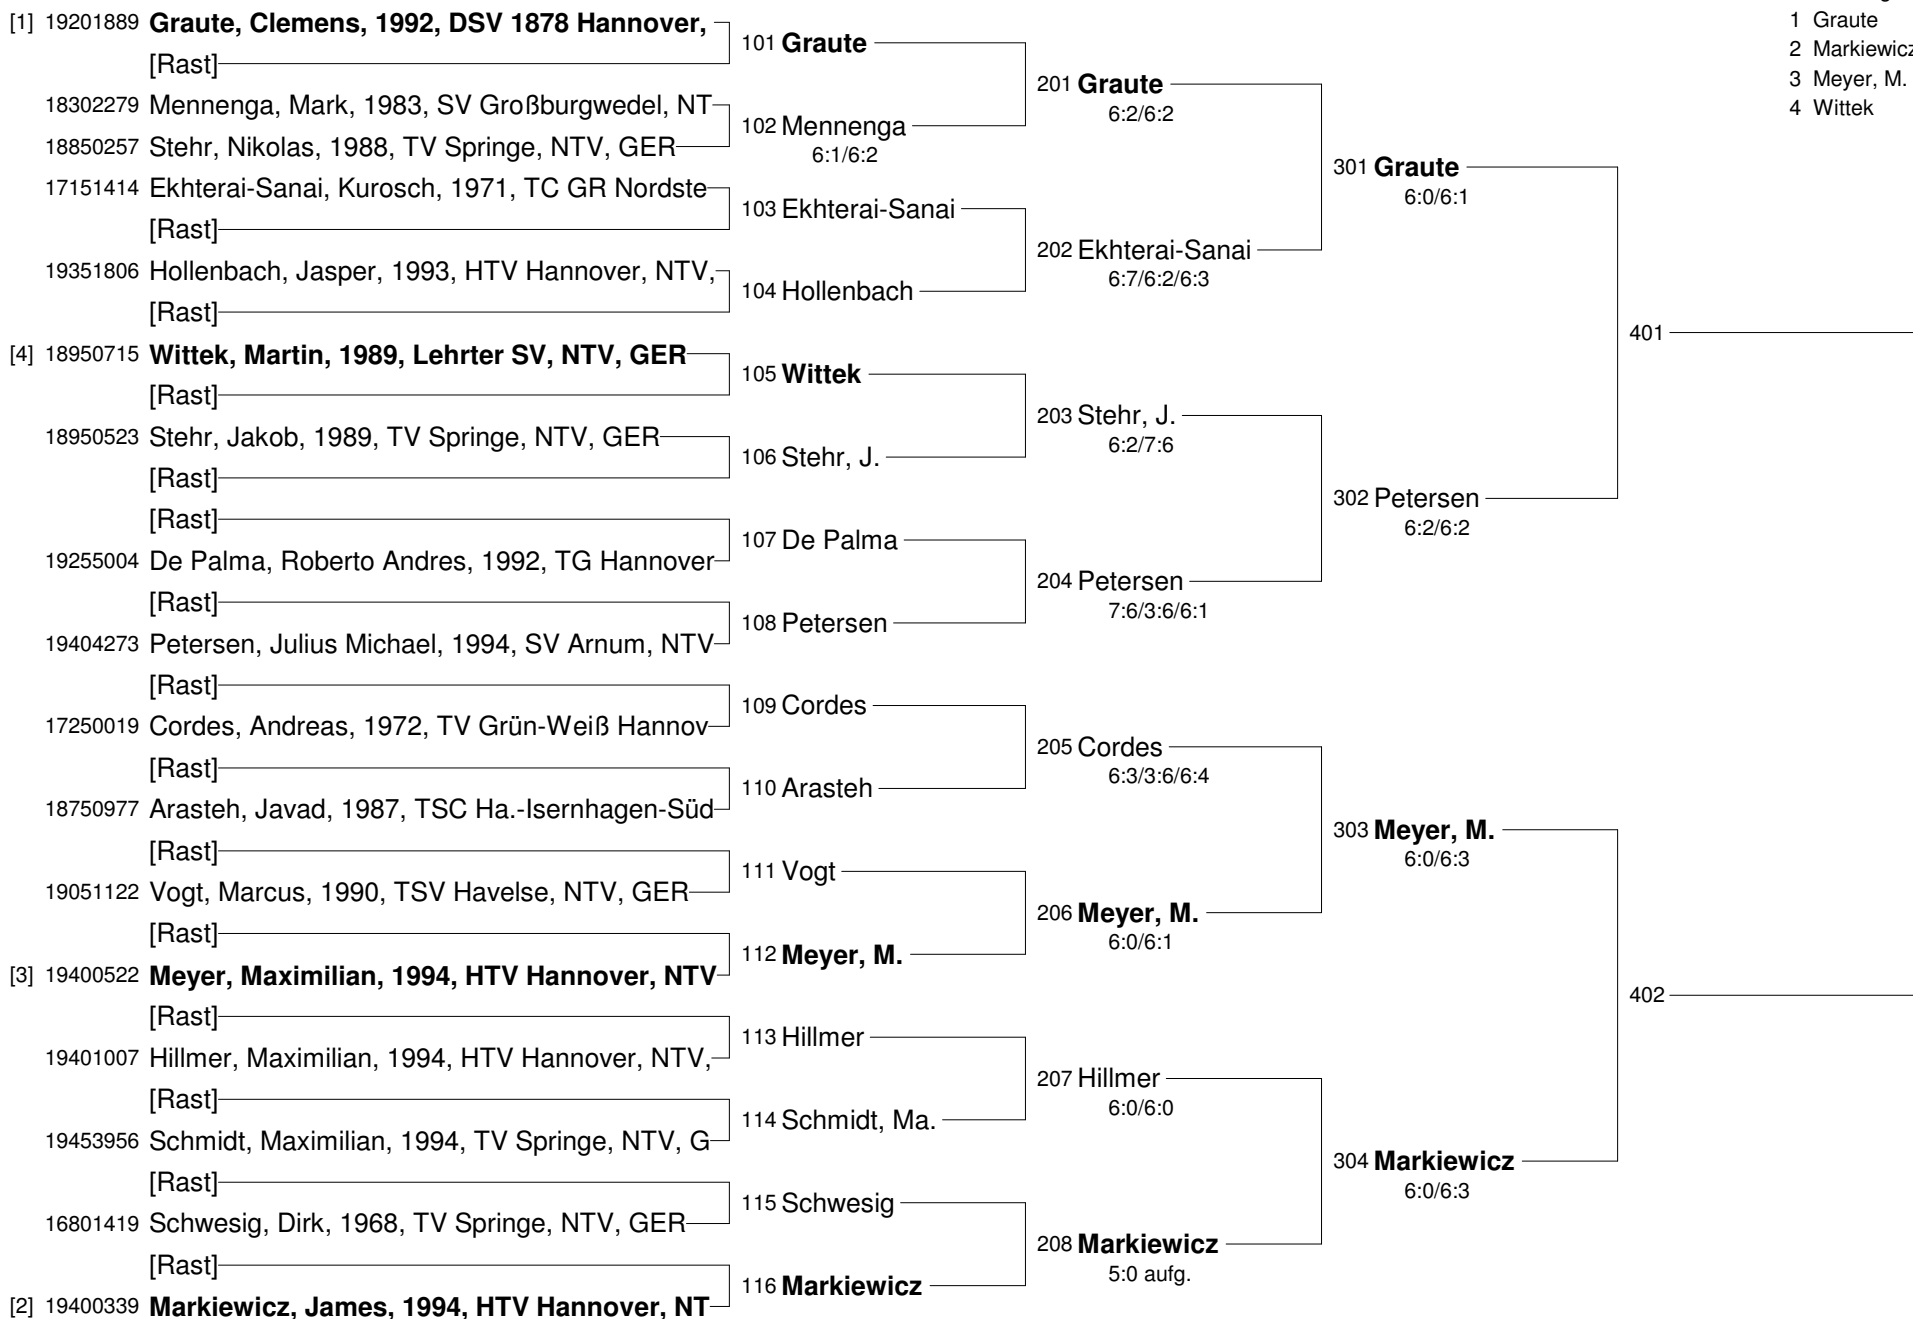 [1] 19201889 Graute, Clemens, 1992, DSV 1878 Hannover,
[Rast]
18302279 Mennenga, Mark, 1983, SV Großburgwedel, NT
18850257 Stehr, Nikolas, 1988, TV Springe, NTV, GER
17151414 Ekhterai-Sanai, Kurosch, 1971, TC GR Nordste
[Rast]
19351806 Hollenbach, Jasper, 1993, HTV Hannover, NTV,
[Rast]
[4] 18950715 Wittek, Martin, 1989, Lehrter SV, NTV, GER
[Rast]
18950523 Stehr, Jakob, 1989, TV Springe, NTV, GER
[Rast]
[Rast]
19255004 De Palma, Roberto Andres, 1992, TG Hannover
[Rast]
19404273 Petersen, Julius Michael, 1994, SV Arnum, NTV
[Rast]
17250019 Cordes, Andreas, 1972, TV Grün-Weiß Hannov
[Rast]
18750977 Arasteh, Javad, 1987, TSC Ha.-Isernhagen-Süd
[Rast]
19051122 Vogt, Marcus, 1990, TSV Havelse, NTV, GER
[Rast]
[3] 19400522 Meyer, Maximilian, 1994, HTV Hannover, NTV
[Rast]
19401007 Hillmer, Maximilian, 1994, HTV Hannover, NTV,
[Rast]
19453956 Schmidt, Maximilian, 1994, TV Springe, NTV, G
[Rast]
16801419 Schwesig, Dirk, 1968, TV Springe, NTV, GER
[Rast]
[2] 19400339 Markiewicz, James, 1994, HTV Hannover, NT
101 Graute
102 Mennenga
6:1/6:2
103 Ekhterai-Sanai
104 Hollenbach
105 Wittek
106 Stehr, J.
107 De Palma
108 Petersen
109 Cordes
110 Arasteh
111 Vogt
112 Meyer, M.
113 Hillmer
114 Schmidt, Ma.
115 Schwesig
116 Markiewicz
201 Graute
6:2/6:2
202 Ekhterai-Sanai
6:7/6:2/6:3
203 Stehr, J.
6:2/7:6
204 Petersen
7:6/3:6/6:1
205 Cordes
6:3/3:6/6:4
206 Meyer, M.
6:0/6:1
207 Hillmer
6:0/6:0
208 Markiewicz
5:0 aufg.
301 Graute
6:0/6:1
302 Petersen
6:2/6:2
303 Meyer, M.
6:0/6:3
304 Markiewicz
6:0/6:3
401
402
1 Graute
2 Markiewicz
3 Meyer, M.
4 Wittek